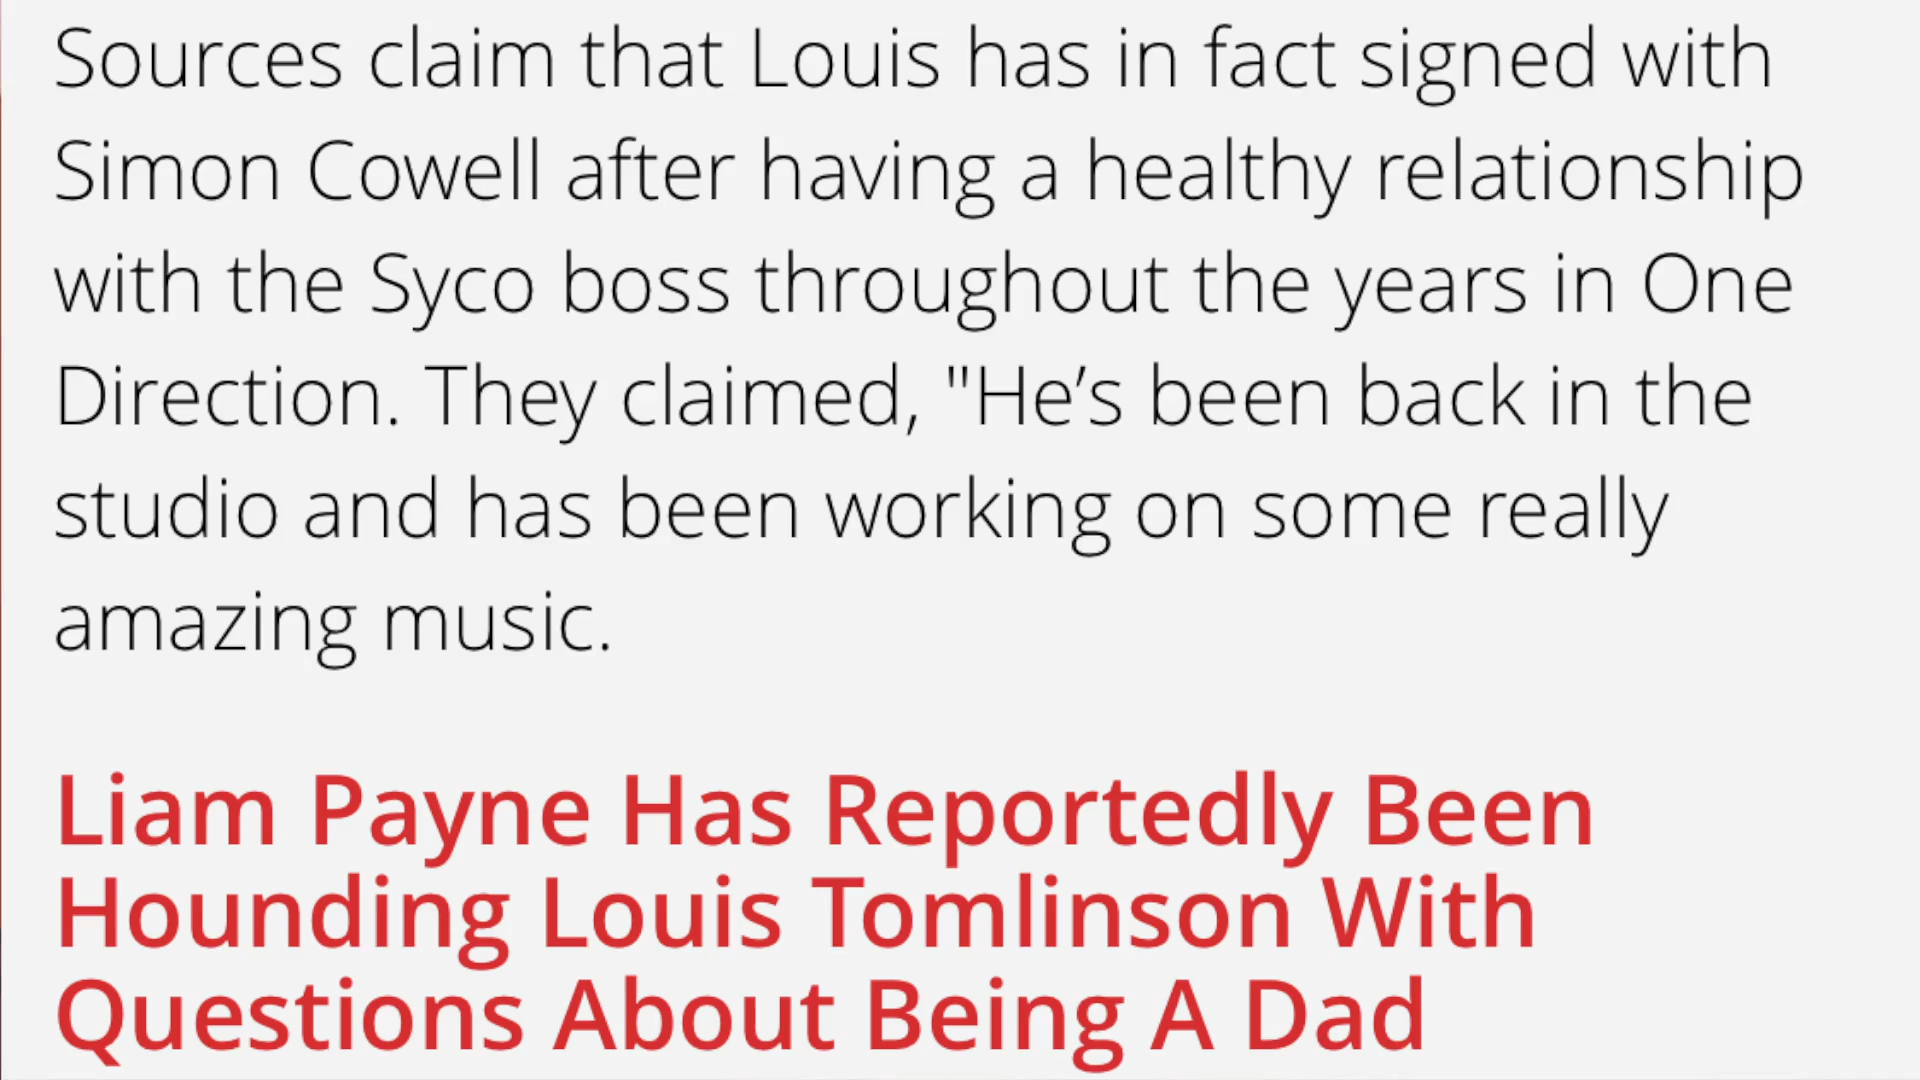 Sources claim that Louis has in fact signed with
Simon Cowell after having a healthy relationship
with the Syco boss throughout the years in One
Direction. They claimed, "He’s been back in the
studio and has been working on some really
amazing music.
Liam Payne Has Reportedly Been
Hounding Louis Tomlinson With
Questions About Being A Dad